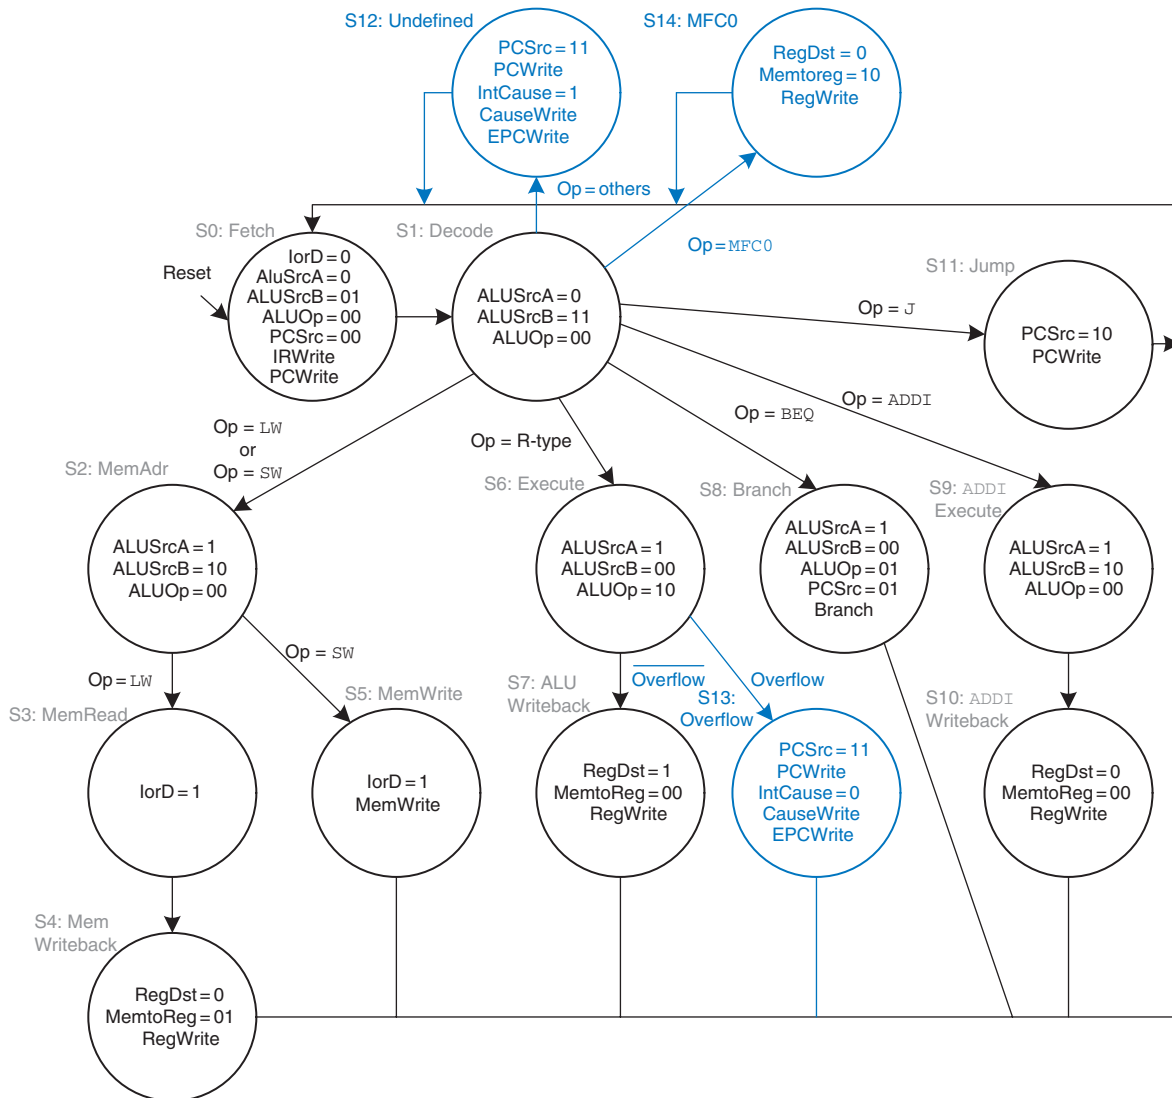 S12: Undefined
PCSrc = 11
PCWrite
IntCause = 1
CauseWrite
EPCWrite
S14: MFC0
RegDst = 0
Memtoreg = 10
RegWrite
Op = others
Op = MFC0
S0: Fetch
Reset
IorD = 0
AluSrcA = 0
ALUSrcB = 01
ALUOp = 00
PCSrc = 00
IRWrite
PCWrite
S1: Decode
ALUSrcA = 0
ALUSrcB = 11
ALUOp = 00
S11: Jump
Op = J
PCSrc = 10
PCWrite
Op = LW
or
Op = SW
Op = R-type
Op = BEQ
Op = ADDI
S2: MemAdr
ALUSrcA = 1
ALUSrcB = 10
ALUOp = 00
S6: Execute
ALUSrcA = 1
ALUSrcB = 00
ALUOp = 10
S8: Branch
ALUSrcA = 1
ALUSrcB = 00
ALUOp = 01
PCSrc = 01
Branch
S9: ADDI
Execute
ALUSrcA = 1
ALUSrcB = 10
ALUOp = 00
Op = LW
Op = SW
Overflow
Overflow
S3: MemRead
IorD = 1
S5: MemWrite
IorD = 1
MemWrite
S7: ALU
Writeback
RegDst = 1
MemtoReg = 00
RegWrite
S13:
Overflow
PCSrc = 11
PCWrite
IntCause = 0
CauseWrite
EPCWrite
S10: ADDI
Writeback
RegDst = 0
MemtoReg = 00
RegWrite
S4: Mem
Writeback
RegDst = 0
MemtoReg = 01
RegWrite